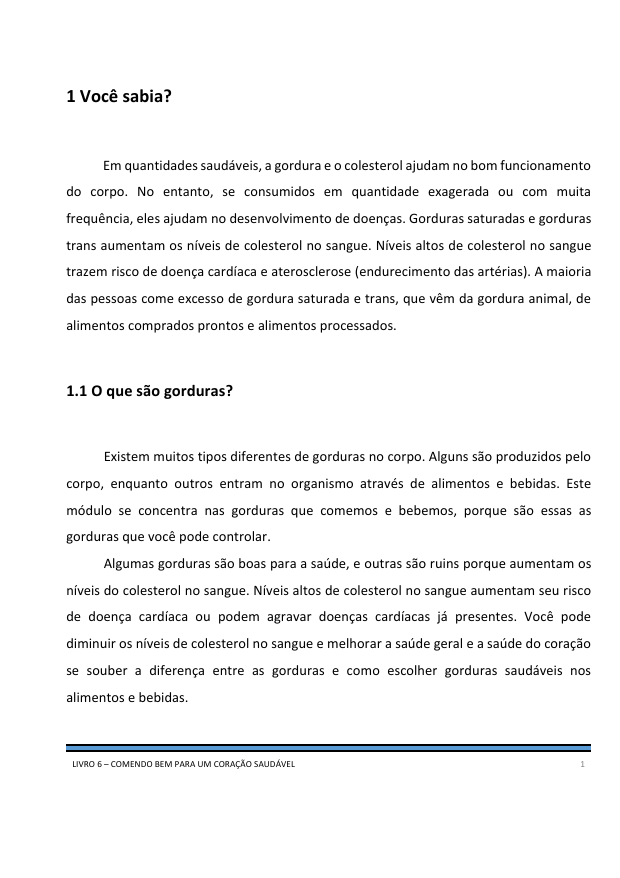 1 Você sabia?
Em quantidades saudáveis, a gordura e o colesterol ajudam no bom funcionamento
do corpo. No entanto, se consumidos em quantidade exagerada ou com muita
frequência, eles ajudam no desenvolvimento de doenças. Gorduras saturadas e gorduras
trans aumentam os níveis de colesterol no sangue. Níveis altos de colesterol no sangue
trazem risco de doença cardíaca e aterosclerose (endurecimento das artérias). A maioria
das pessoas come excesso de gordura saturada e trans, que vêm da gordura animal, de
alimentos comprados prontos e alimentos processados.
1.1 O que são gorduras?
Existem muitos tipos diferentes de gorduras no corpo. Alguns são produzidos pelo
corpo, enquanto outros entram no organismo através de alimentos e bebidas. Este
módulo se concentra nas gorduras que comemos e bebemos, porque são essas as
gorduras que você pode controlar.
Algumas gorduras são boas para a saúde, e outras são ruins porque aumentam os
níveis do colesterol no sangue. Níveis altos de colesterol no sangue aumentam seu risco
de doença cardíaca ou podem agravar doenças cardíacas já presentes. Você pode
diminuir os níveis de colesterol no sangue e melhorar a saúde geral e a saúde do coração
se souber a diferença entre as gorduras e como escolher gorduras saudáveis nos
alimentos e bebidas.
LIVRO 6 – COMENDO BEM PARA UM CORAÇÃO SAUDÁVEL 1